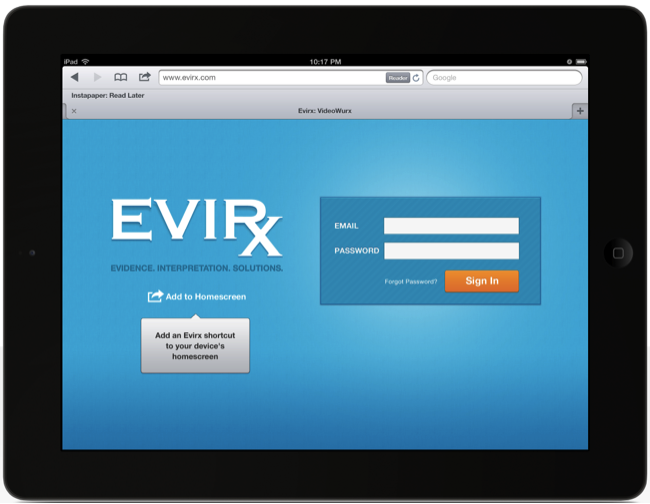 iPad
10:17 PM
www.evirx.com
Reader
Google
Instapaper: Read Later
Evirx: VideoWurx
EVIRx
EVIDENCE. INTERPRETATION. SOLUTIONS.
Add to Homescreen
Add an Evirx shortcut
to your device's
homescreen
EMAIL
PASSWORD
Forgot Password?
Sign In